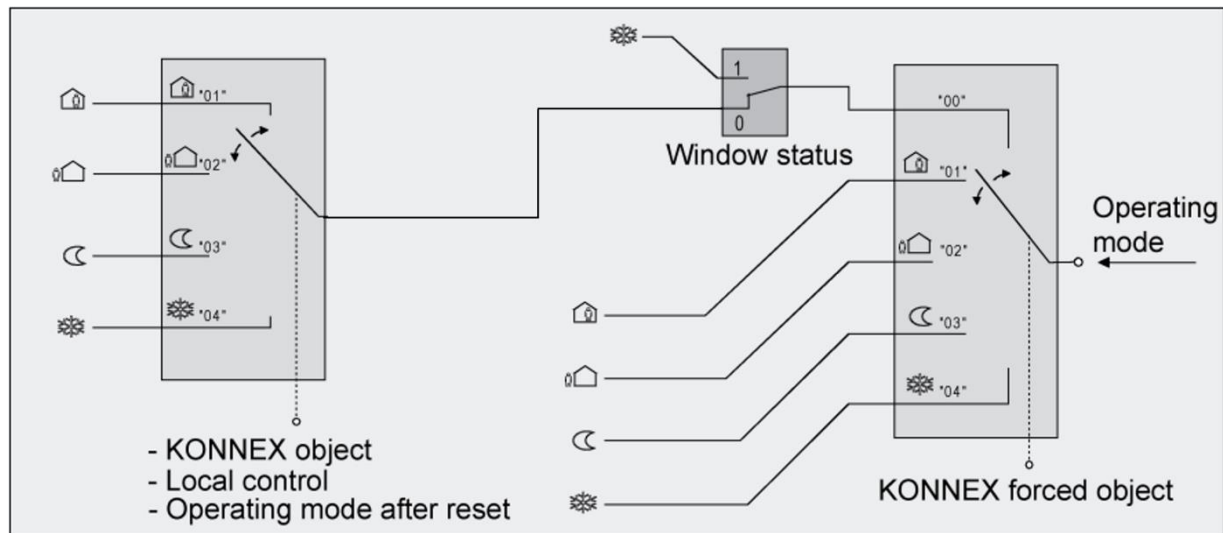 "01"
"02"
"03"
"04"
- KONNEX object
- Local control
- Operating mode after reset
1
0
Window status
"00"
"01"
"02"
"03"
"04"
KONNEX forced object
Operating
mode